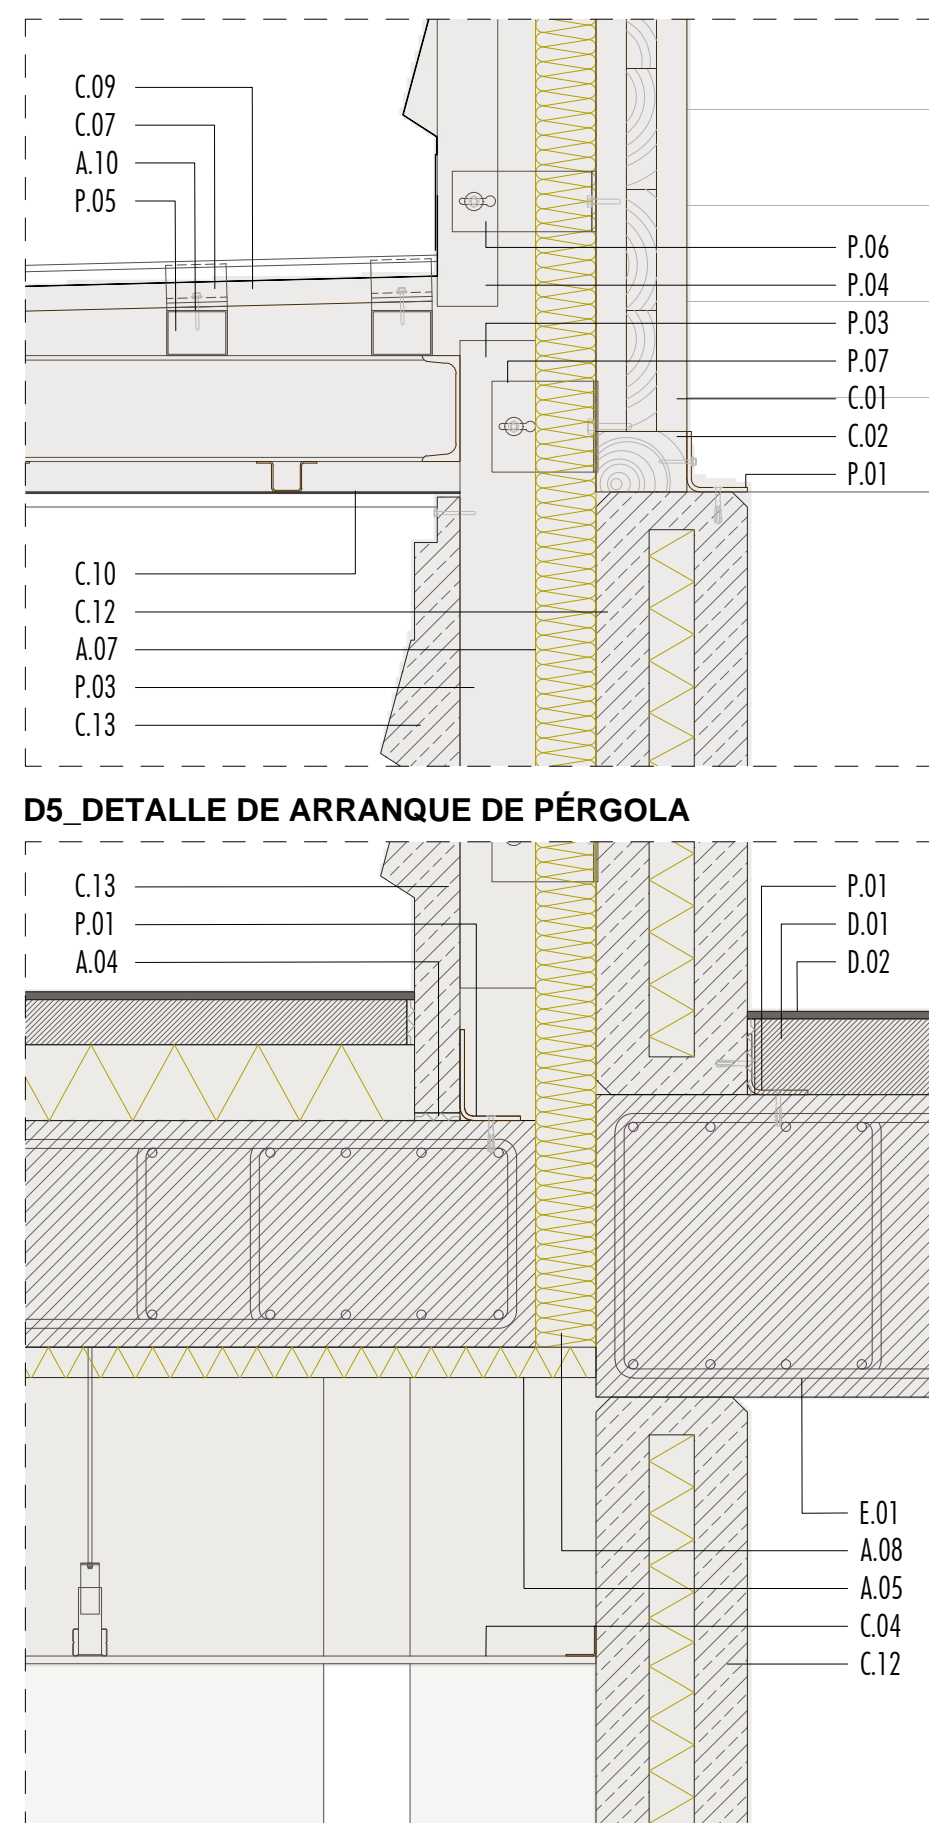 C.09
C.07
A.10
P.05
P.06
P.04
P.03
P.07
C.01
C.02
P.01
C.10
C.12
A.07
P.03
C.13
D5_DETALLE DE ARRANQUE DE PÉRGOLA
C.13
P.01
A.04
P.01
D.01
D.02
E.01
A.08
A.05
C.04
C.12